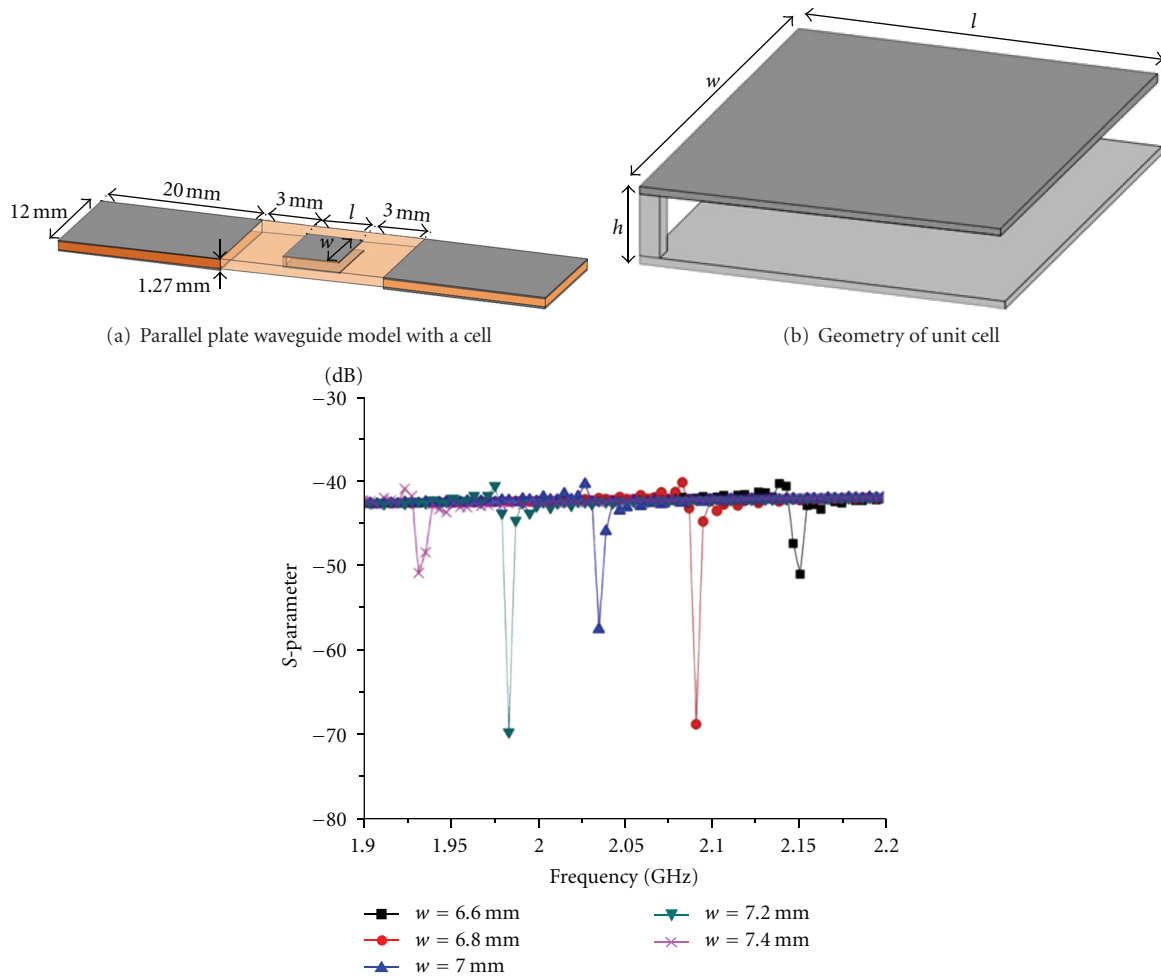 20 mm
3 mm
l
3 mm
12 mm
w
1.27 mm
(a) Parallel plate waveguide model with a cell
l
w
h
(b) Geometry of unit cell
(dB)
−30
−40
−50
−60
−70
−80
S-parameter
1.9
1.95
2
2.05
2.1
2.15
2.2
Frequency (GHz)
w = 6.6 mm
w = 6.8 mm
w = 7 mm
w = 7.2 mm
w = 7.4 mm